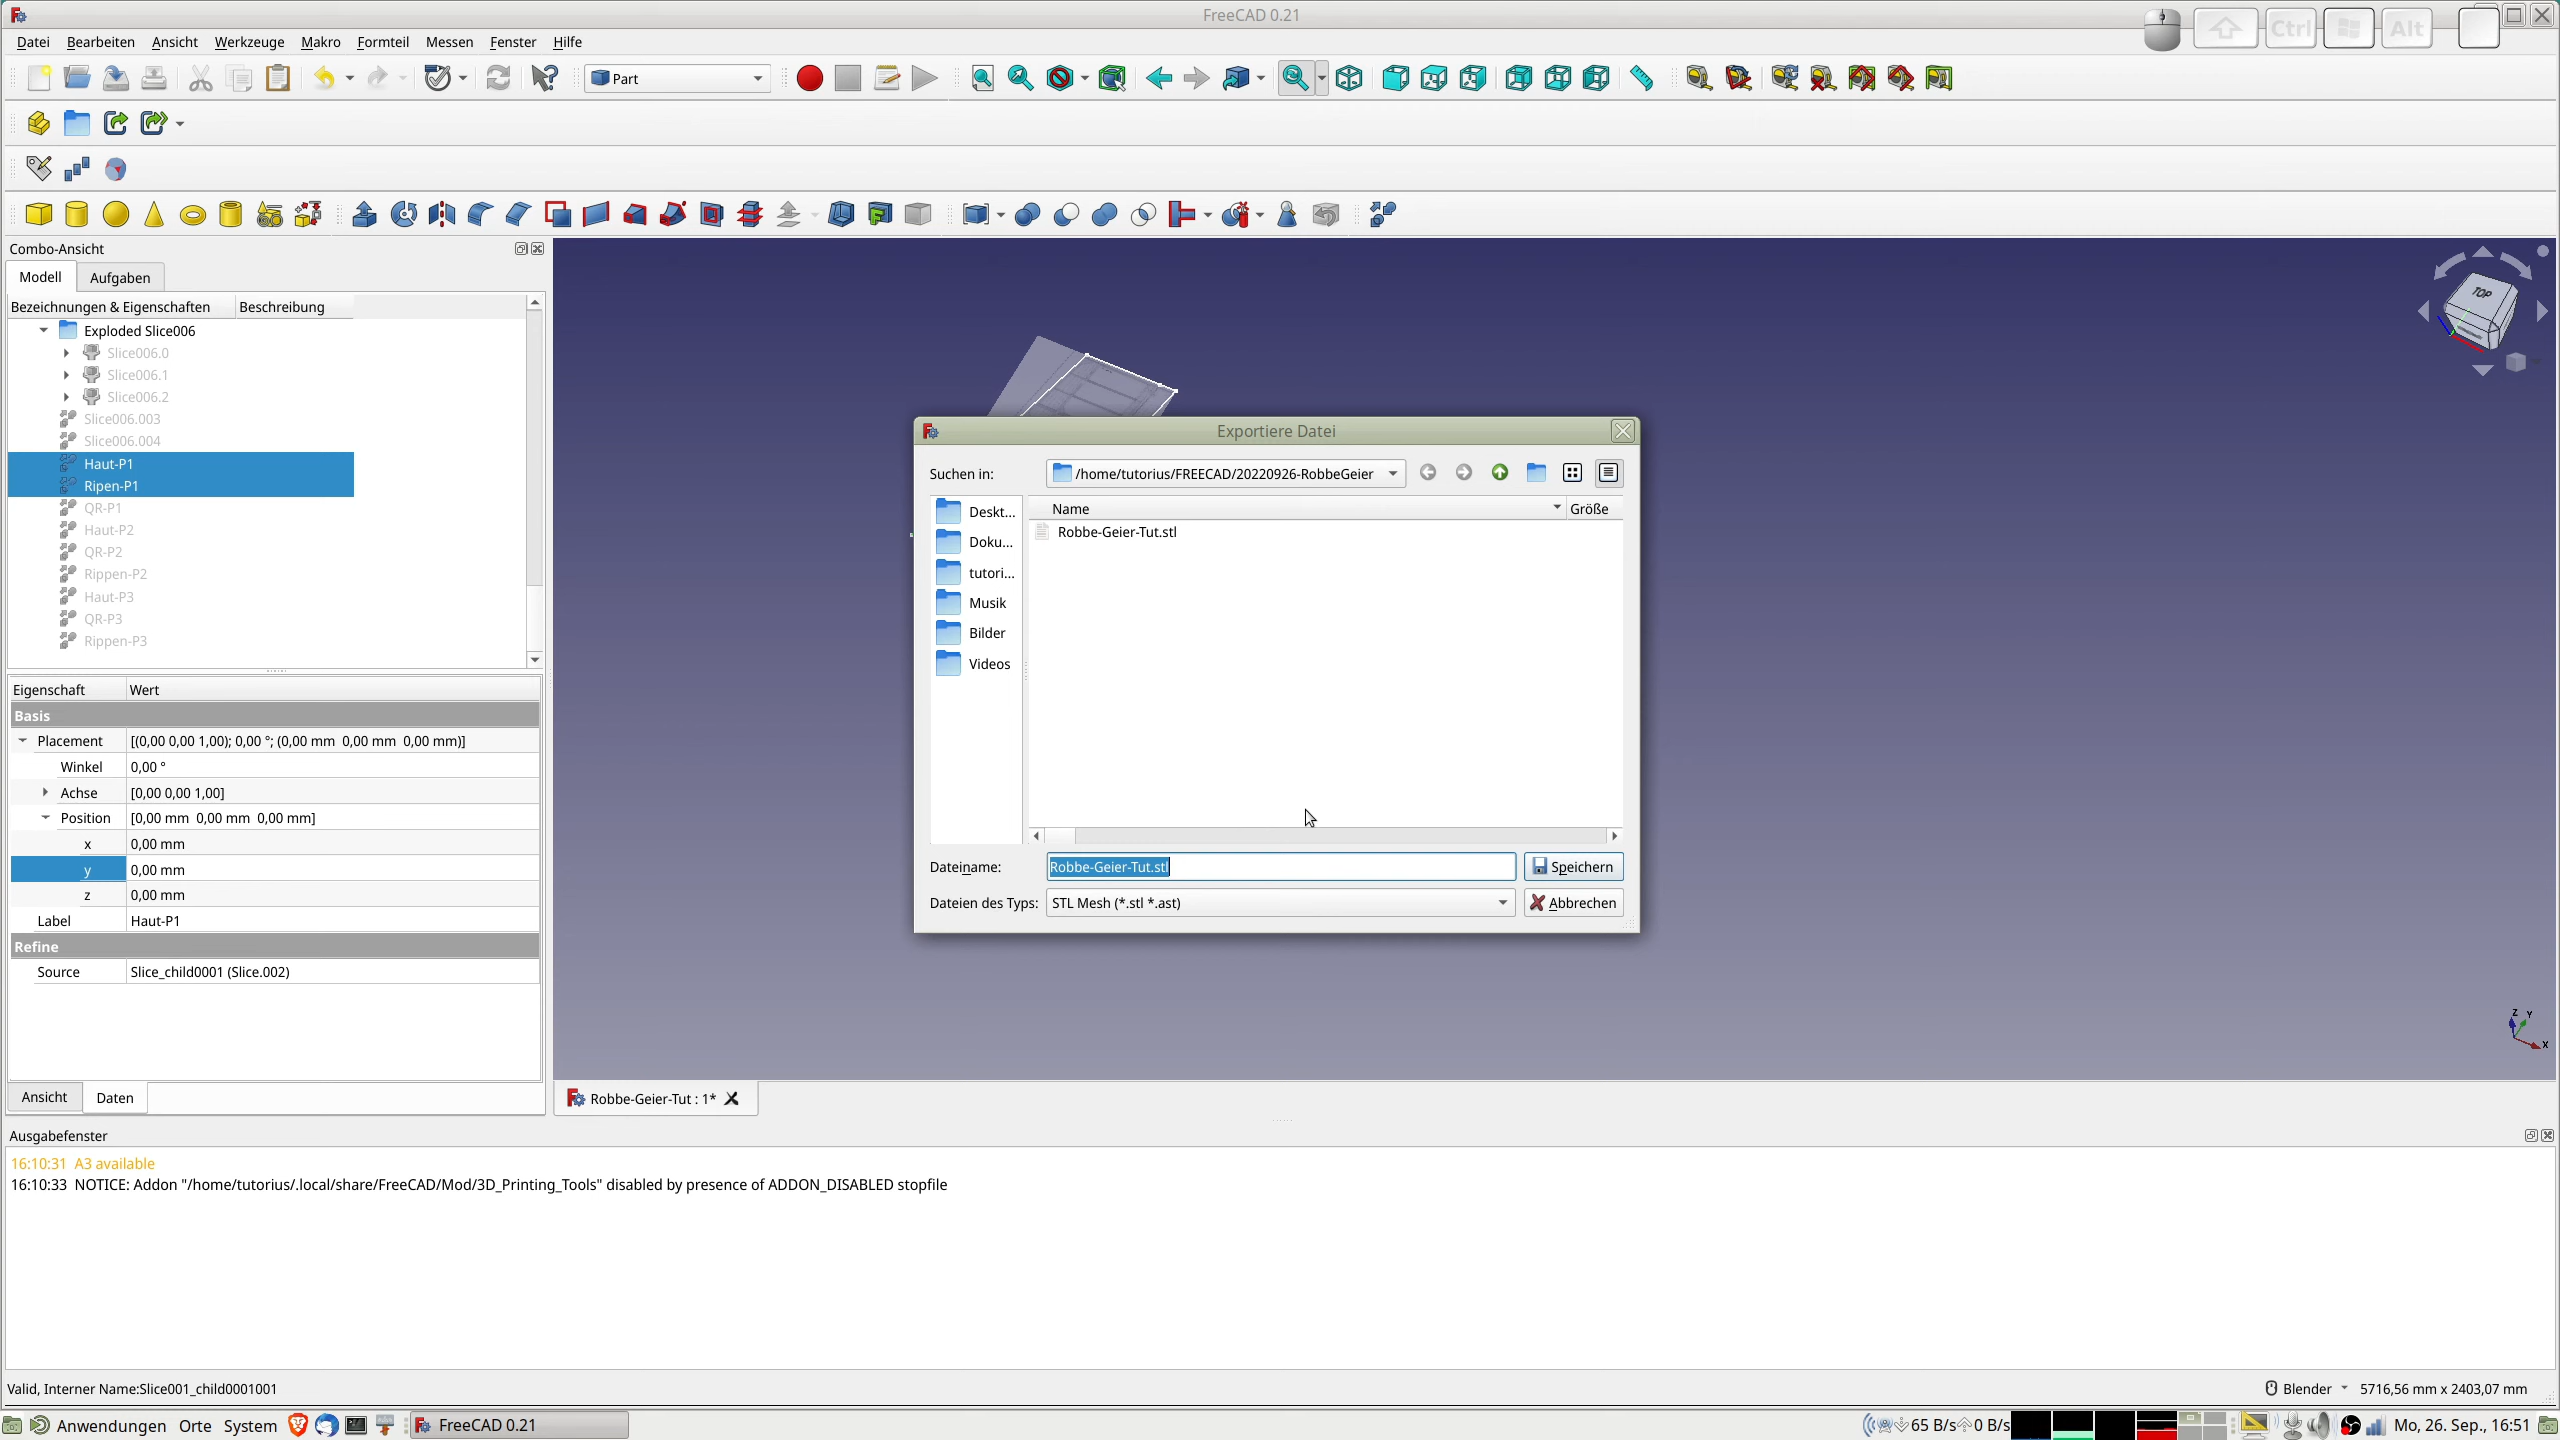 FreeCAD 0.21
Datei Bearbeiten Ansicht Werkzeuge Makro Formteil Messen Fenster Hilfe
Ctrl Alt
Part
Combo-Ansicht
Modell Aufgaben
Bezeichnungen & Eigenschaften Beschreibung
Exploded Slice006
Slice006.0
Slice006.1
Slice006.2
Slice006.003
Slice006.004
Haut-P1
Ripen-P1
QR-P1
Haut-P2
QR-P2
Rippen-P2
Haut-P3
QR-P3
Rippen-P3
Eigenschaft Wert
Basis
Placement [(0,00 0,00 1,00); 0,00 °; (0,00 mm 0,00 mm 0,00 mm)]
Winkel 0,00 °
Achse [0,00 0,00 1,00]
Position [0,00 mm 0,00 mm 0,00 mm]
x 0,00 mm
y 0,00 mm
z 0,00 mm
Label Haut-P1
Refine
Source Slice_child0001 (Slice.002)
Ansicht Daten
TOP
Exportiere Datei
Suchen in: /home/tutorius/FREECAD/20220926-RobbeGeier
Name Größe
Deskt...
Doku...
tutori...
Musik
Bilder
Videos
Robbe-Geier-Tut.stl
Dateiname: Robbe-Geier-Tut.stl Speichern
Dateien des Typs: STL Mesh (*.stl *.ast) Abbrechen
Z Y
X
Robbe-Geier-Tut : 1*
Ausgabefenster
16:10:31 A3 available
16:10:33 NOTICE: Addon "/home/tutorius/.local/share/FreeCAD/Mod/3D_Printing_Tools" disabled by presence of ADDON_DISABLED stopfile
Valid, Interner Name:Slice001_child0001001
Blender 5716,56 mm x 2403,07 mm
Anwendungen Orte System FreeCAD 0.21 65 B/s 0 B/s Mo, 26. Sep., 16:51